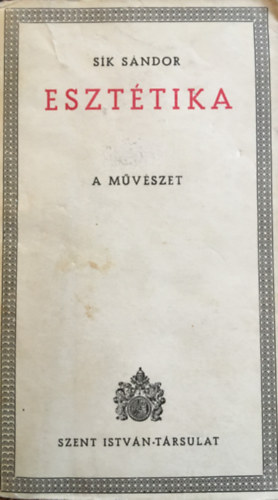 SÍK SÁNDOR
ESZTÉTIKA
A MŰVÉSZET
SZENT ISTVÁN-TÁRSULAT